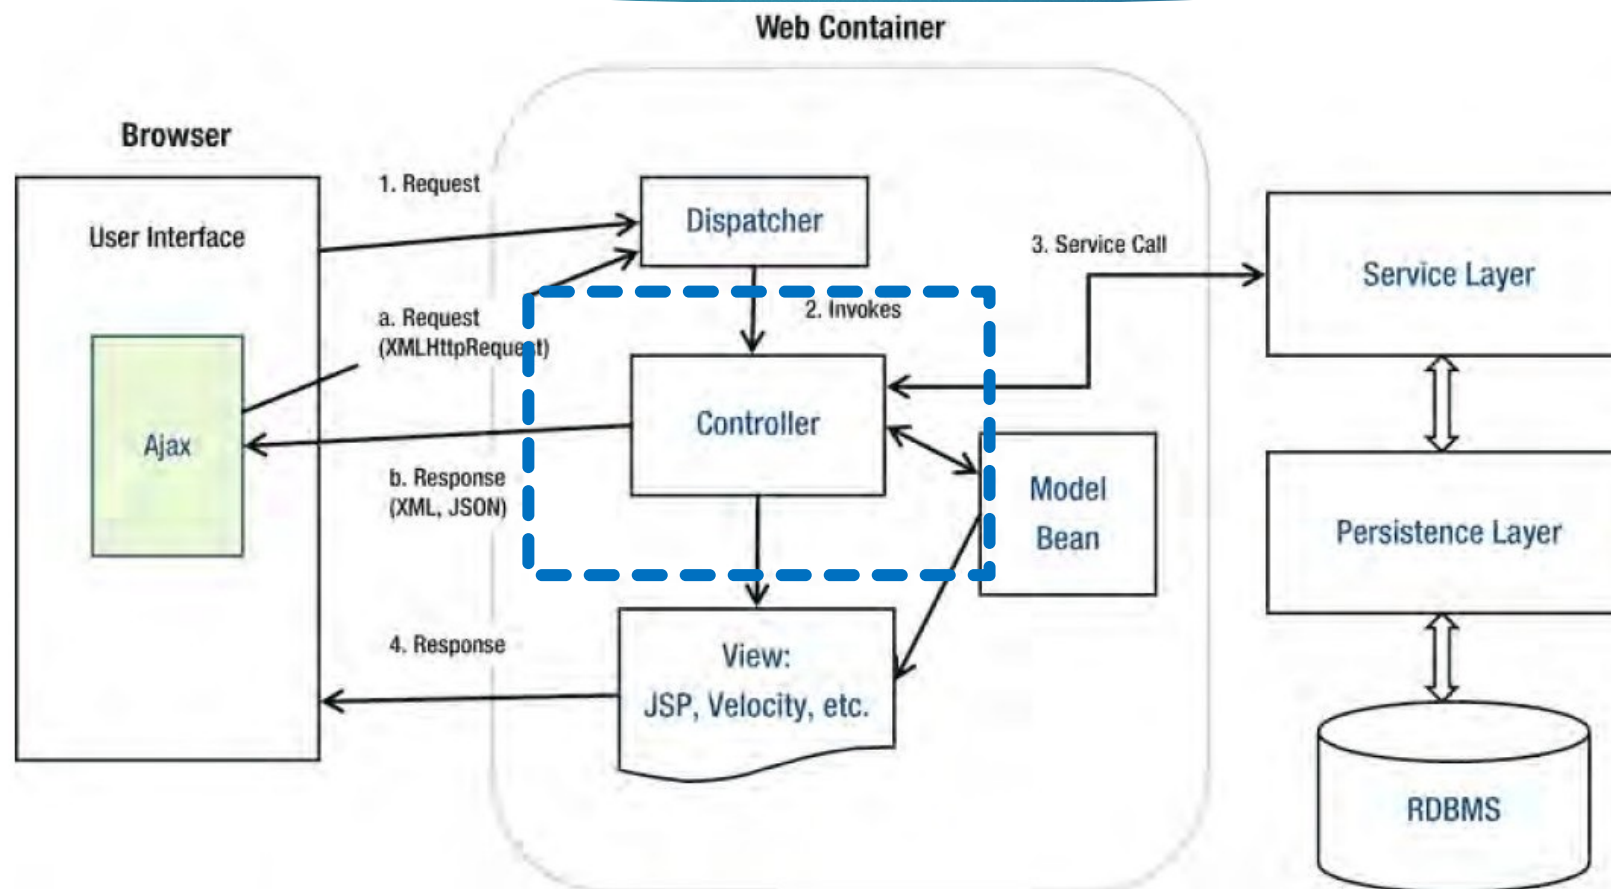 Web Container
Browser
User Interface
1. Request
Dispatcher
3. Service Call
Service Layer
2. Invokes
a. Request
(XMLHttpRequest)
Ajax
Controller
b. Response
(XML, JSON)
Model
Bean
Persistence Layer
4. Response
View:
JSP, Velocity, etc.
RDBMS